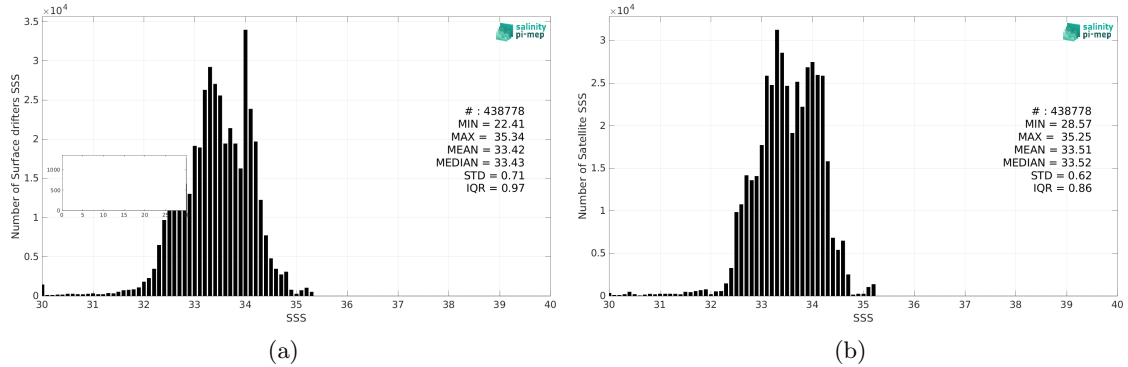 ×10⁴
3.5
3
2.5
2
1.5
1
0.5
0
Number of Surface drifters SSS
salinity
pi-mep
# : 438778
MIN = 22.41
MAX = 35.34
MEAN = 33.42
MEDIAN = 33.43
STD = 0.71
IQR = 0.97
1000
500
0
0 5 10 15 20 25
30 31 32 33 34 35 36 37 38 39 40
SSS
(a)
×10⁴
3
2.5
2
1.5
1
0.5
0
Number of Satellite SSS
salinity
pi-mep
# : 438778
MIN = 28.57
MAX = 35.25
MEAN = 33.51
MEDIAN = 33.52
STD = 0.62
IQR = 0.86
30 31 32 33 34 35 36 37 38 39 40
SSS
(b)